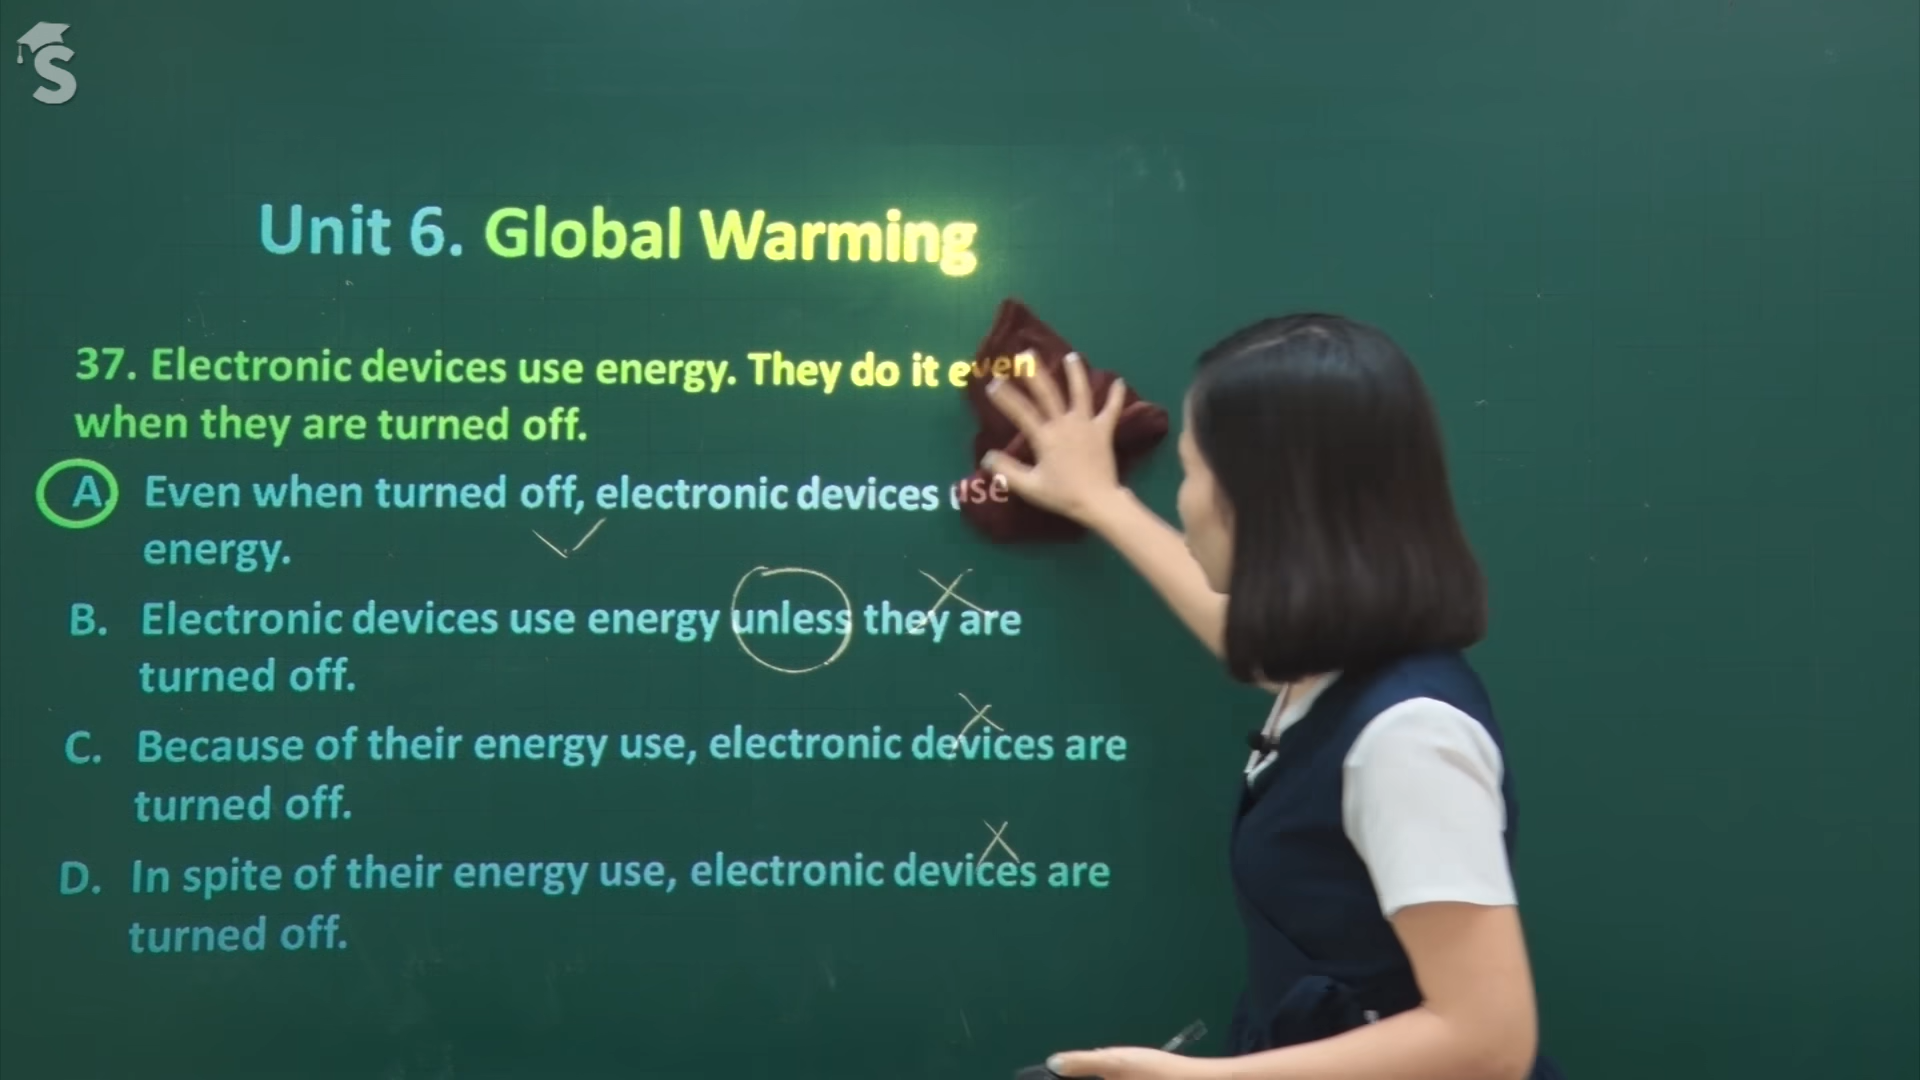 S
Unit 6. Global Warming
37. Electronic devices use energy. They do it even
when they are turned off.
A. Even when turned off, electronic devices use
energy.
B. Electronic devices use energy unless they are
turned off.
C. Because of their energy use, electronic devices are
turned off.
D. In spite of their energy use, electronic devices are
turned off.